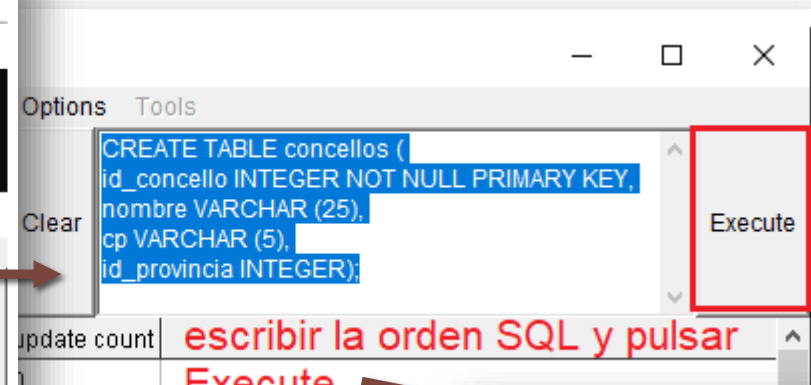 Options Tools
CREATE TABLE concellos (
id_concello INTEGER NOT NULL PRIMARY KEY,
nombre VARCHAR (25),
cp VARCHAR (5),
id_provincia INTEGER);
Clear
Execute
update count
escribir la orden SQL y pulsar
Execute